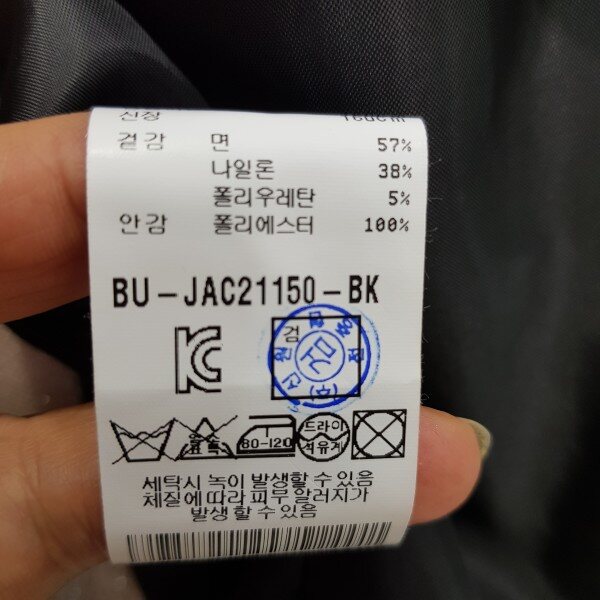 신장
겉감 면 57%
나일론 38%
폴리우레탄 5%
안감 폴리에스터 100%
BU-JAC21150-BK
검
80-120
드라이
석유계
세탁시 녹이 발생할 수 있음
체질에 따라 피부 알러지가
발생 할 수 있음